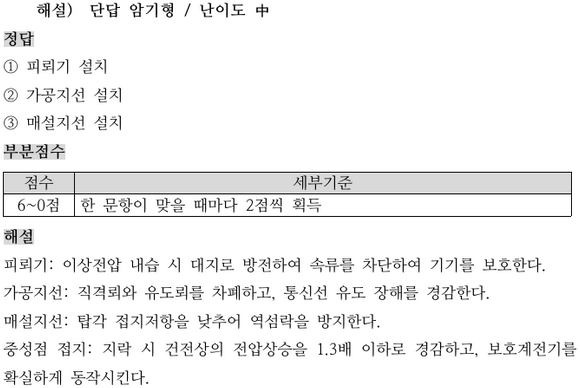 해설) 단답 암기형 / 난이도 中
정답
① 피뢰기 설치
② 가공지선 설치
③ 매설지선 설치
부분점수
점수 세부기준
6~0점 한 문항이 맞을 때마다 2점씩 획득
해설
피뢰기: 이상전압 내습 시 대지로 방전하여 속류를 차단하여 기기를 보호한다.
가공지선: 직격뢰와 유도뢰를 차폐하고, 통신선 유도 장해를 경감한다.
매설지선: 탑각 접지저항을 낮추어 역섬락을 방지한다.
중성점 접지: 지락 시 건전상의 전압상승을 1.3배 이하로 경감하고, 보호계전기를
확실하게 동작시킨다.